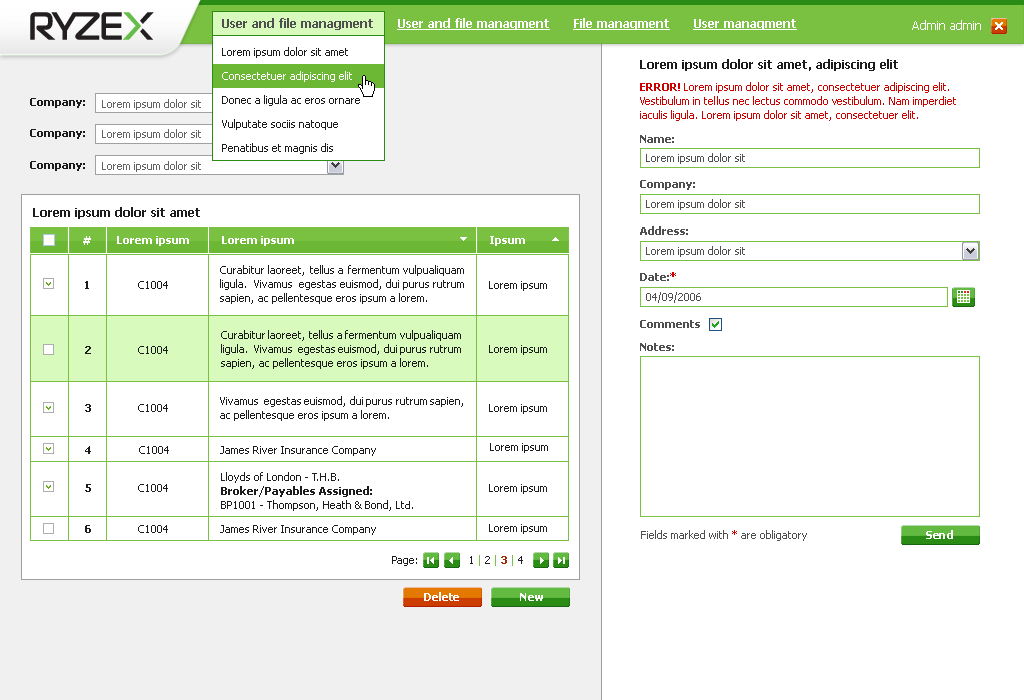 RYZEX
User and file managment
User and file managment
File managment
User managment
Admin admin
Lorem ipsum dolor sit amet
Consectetuer adipiscing elit
Donec a ligula ac eros ornare
Vulputate sociis natoque
Penatibus et magnis dis
Company: Lorem ipsum dolor sit
Company: Lorem ipsum dolor sit
Company: Lorem ipsum dolor sit
Lorem ipsum dolor sit amet
# Lorem ipsum Lorem ipsum Ipsum
1 C1004
Curabitur laoreet, tellus a fermentum vulpualiquam
ligula. Vivamus egestas euismod, dui purus rutrum
sapien, ac pellentesque eros ipsum a lorem.
Lorem ipsum
2 C1004
Curabitur laoreet, tellus a fermentum vulpualiquam
ligula. Vivamus egestas euismod, dui purus rutrum
sapien, ac pellentesque eros ipsum a lorem.
Lorem ipsum
3 C1004
Vivamus egestas euismod, dui purus rutrum sapien,
ac pellentesque eros ipsum a lorem.
Lorem ipsum
4 C1004 James River Insurance Company Lorem ipsum
5 C1004
Lloyds of London - T.H.B.
Broker/Payables Assigned:
BP1001 - Thompson, Heath & Bond, Ltd.
Lorem ipsum
6 C1004 James River Insurance Company Lorem ipsum
Page: 1 | 2 | 3 | 4
Delete
New
Lorem ipsum dolor sit amet, adipiscing elit
ERROR! Lorem ipsum dolor sit amet, consectetuer adipiscing elit.
Vestibulum in tellus nec lectus commodo vestibulum. Nam imperdiet
iaculis ligula. Lorem ipsum dolor sit amet, consectetuer elit.
Name:
Lorem ipsum dolor sit
Company:
Lorem ipsum dolor sit
Address:
Lorem ipsum dolor sit
Date:*
04/09/2006
Comments
Notes:
Fields marked with * are obligatory
Send